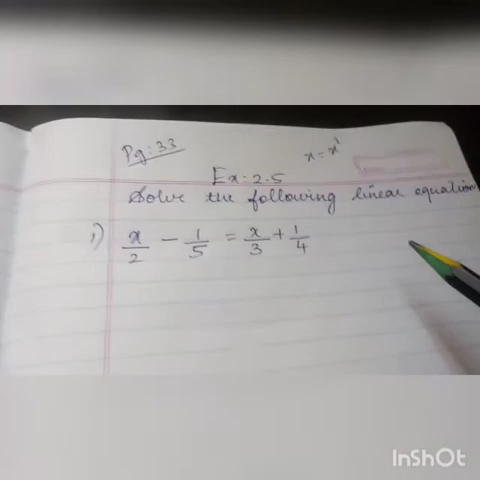 Pg:33
x = x¹
Ex:2.5
Solve the following linear equation
1) x/2 - 1/5 = x/3 + 1/4
InShOt